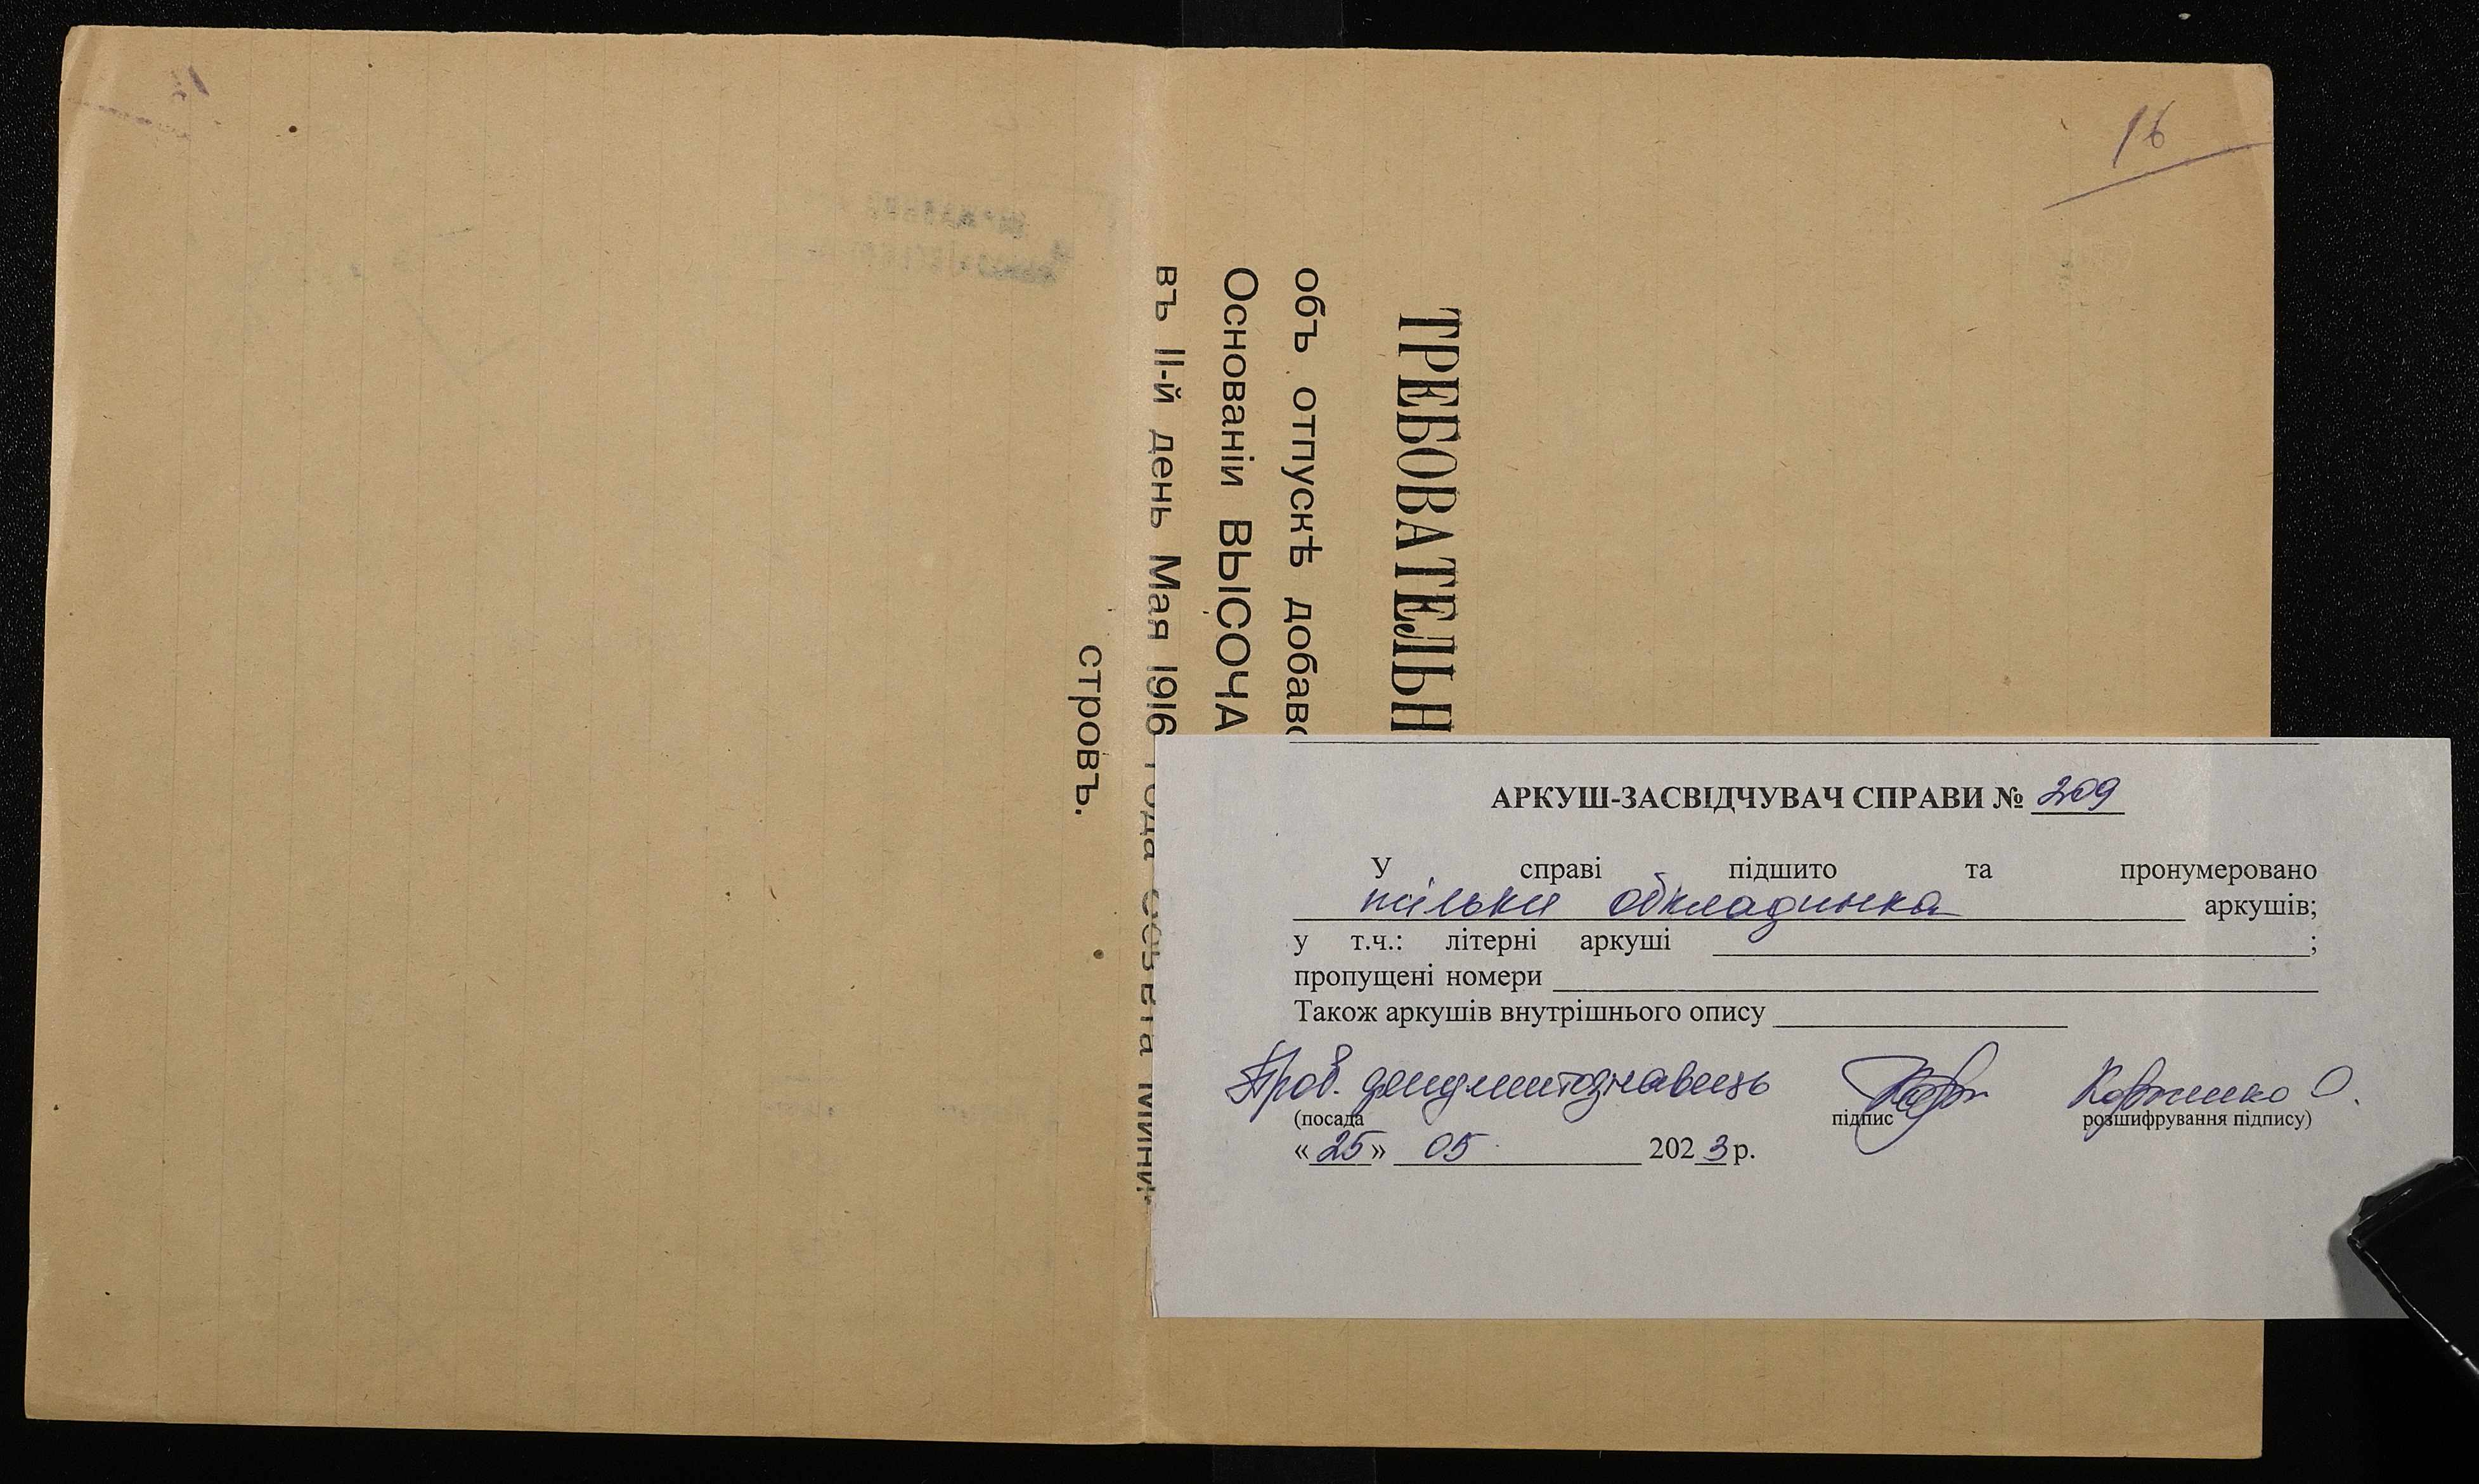 16
ТРЕБОВАТЕЛЬН
объ отпускѣ добаво
Основаніи ВЫСОЧА
въ II-й день Мая 1916 года совѣта Мини-
стровъ.
АРКУШ-ЗАСВІДЧУВАЧ СПРАВИ № 209
У справі підшито та пронумеровано
тільки обкладинка аркушів;
у т.ч.: літерні аркуші ;
пропущені номери
Також аркушів внутрішнього опису
Пров. документознавець
(посада підпис розшифрування підпису)
«25» 05 2023 р.